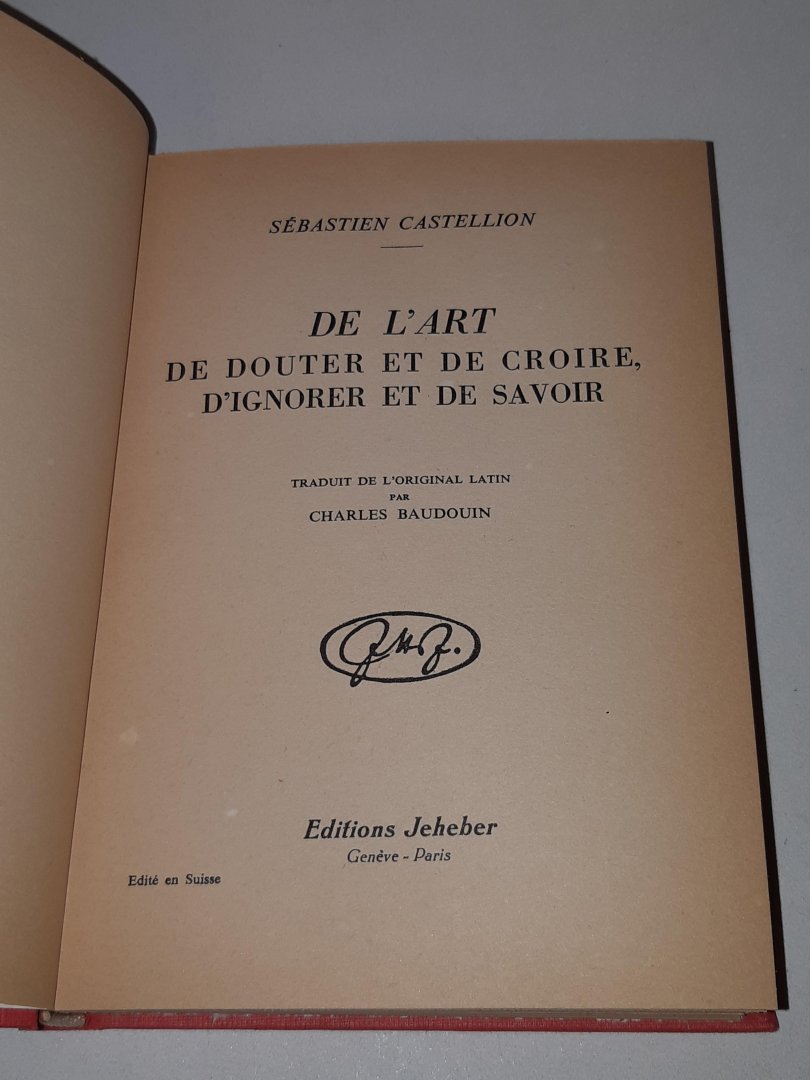 SÉBASTIEN CASTELLION
DE L'ART
DE DOUTER ET DE CROIRE,
D'IGNORER ET DE SAVOIR
TRADUIT DE L'ORIGINAL LATIN
PAR
CHARLES BAUDOUIN
Editions Jeheber
Genève - Paris
Edité en Suisse